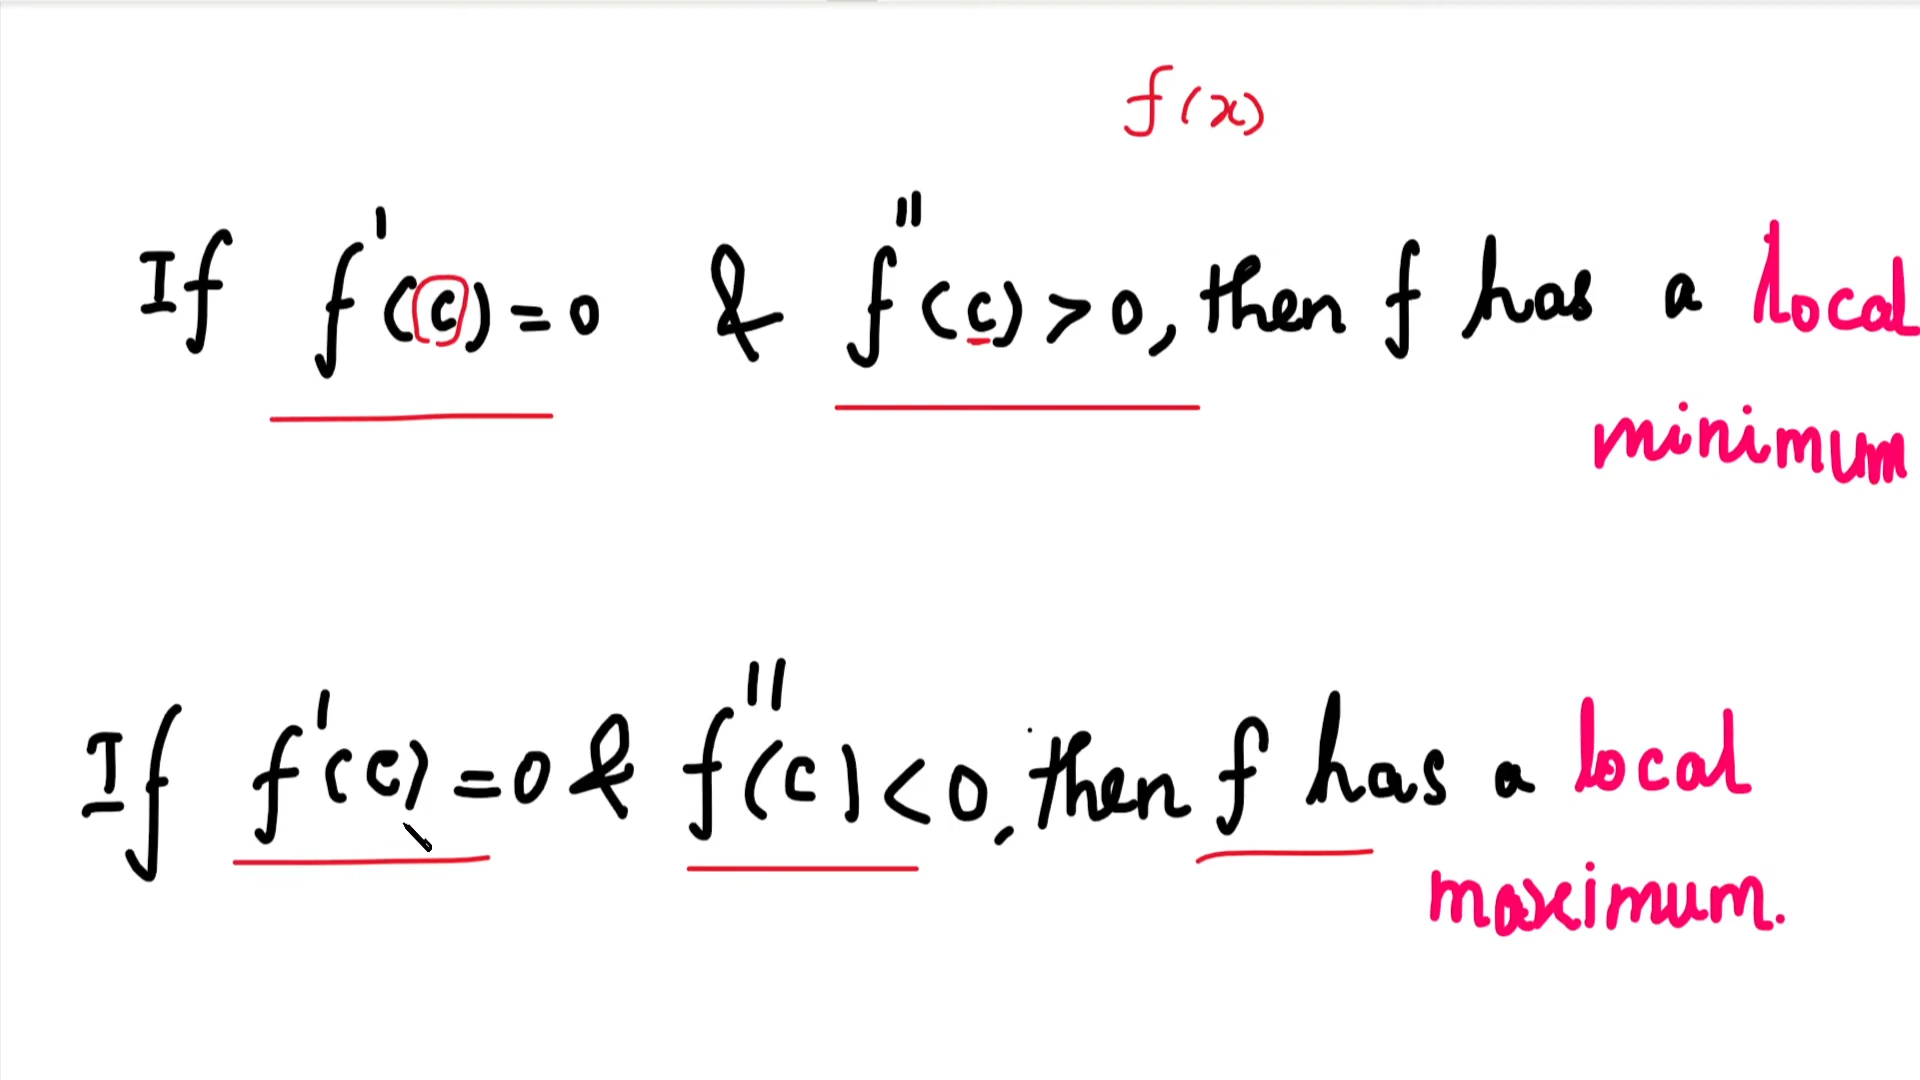 f(x)
If f'(c)=0 & f''(c)>0, then f has a local
minimum
If f'(c)=0 & f''(c)<0, then f has a local
maximum.